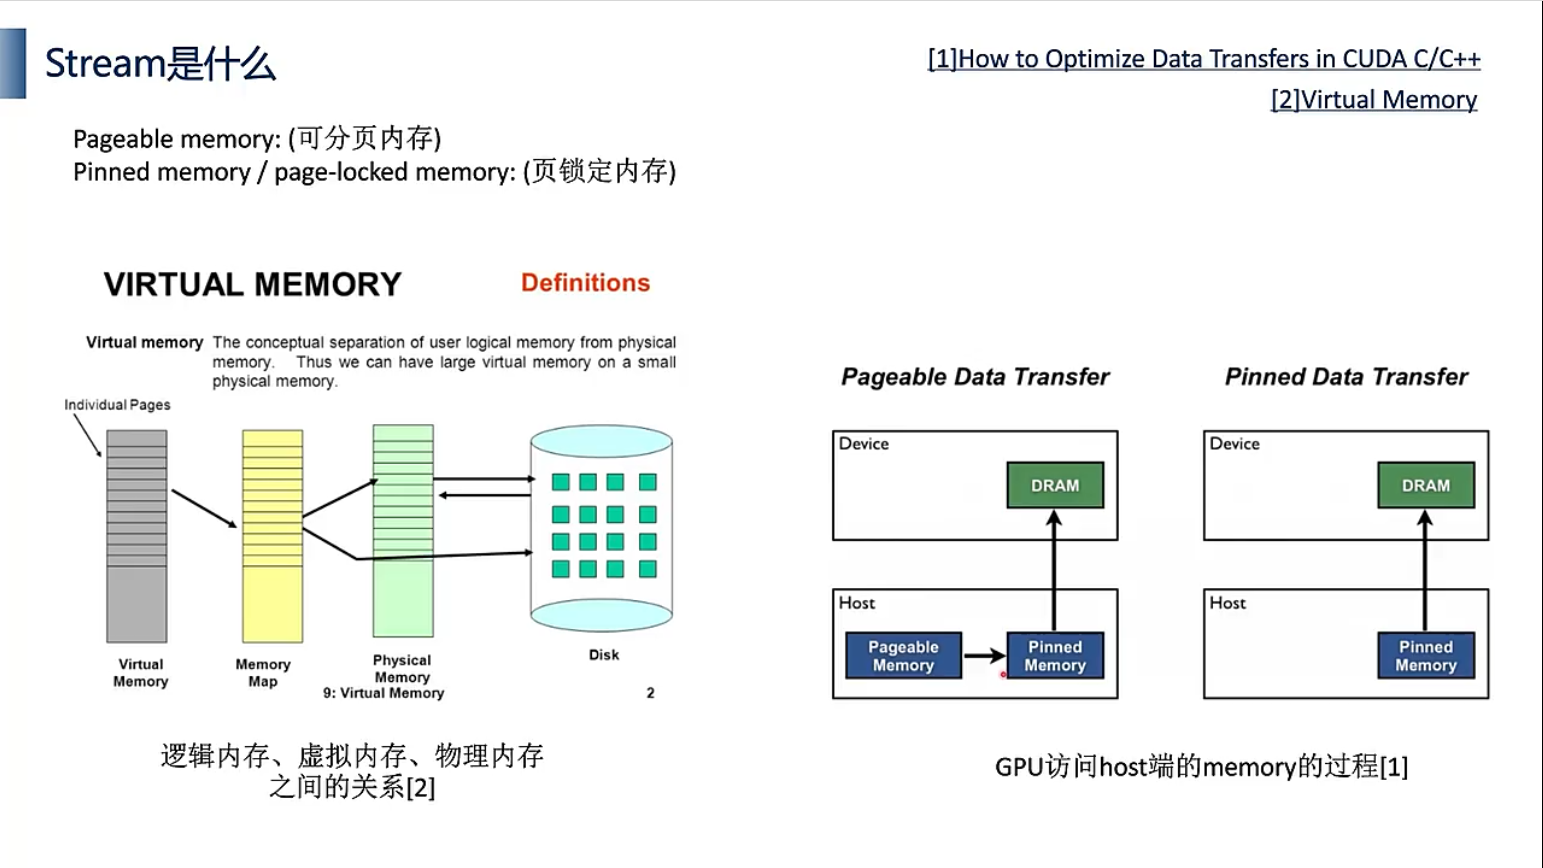 Stream是什么
[1]How to Optimize Data Transfers in CUDA C/C++
[2]Virtual Memory
Pageable memory: (可分页内存)
Pinned memory / page-locked memory: (页锁定内存)
VIRTUAL MEMORY
Definitions
Virtual memory The conceptual separation of user logical memory from physical
memory. Thus we can have large virtual memory on a small
physical memory.
Individual Pages
Virtual
Memory
Memory
Map
Physical
Memory
Disk
9: Virtual Memory
2
逻辑内存、虚拟内存、物理内存
之间的关系[2]
Pageable Data Transfer
Device
DRAM
Host
Pageable
Memory
Pinned
Memory
Pinned Data Transfer
Device
DRAM
Host
Pinned
Memory
GPU访问host端的memory的过程[1]